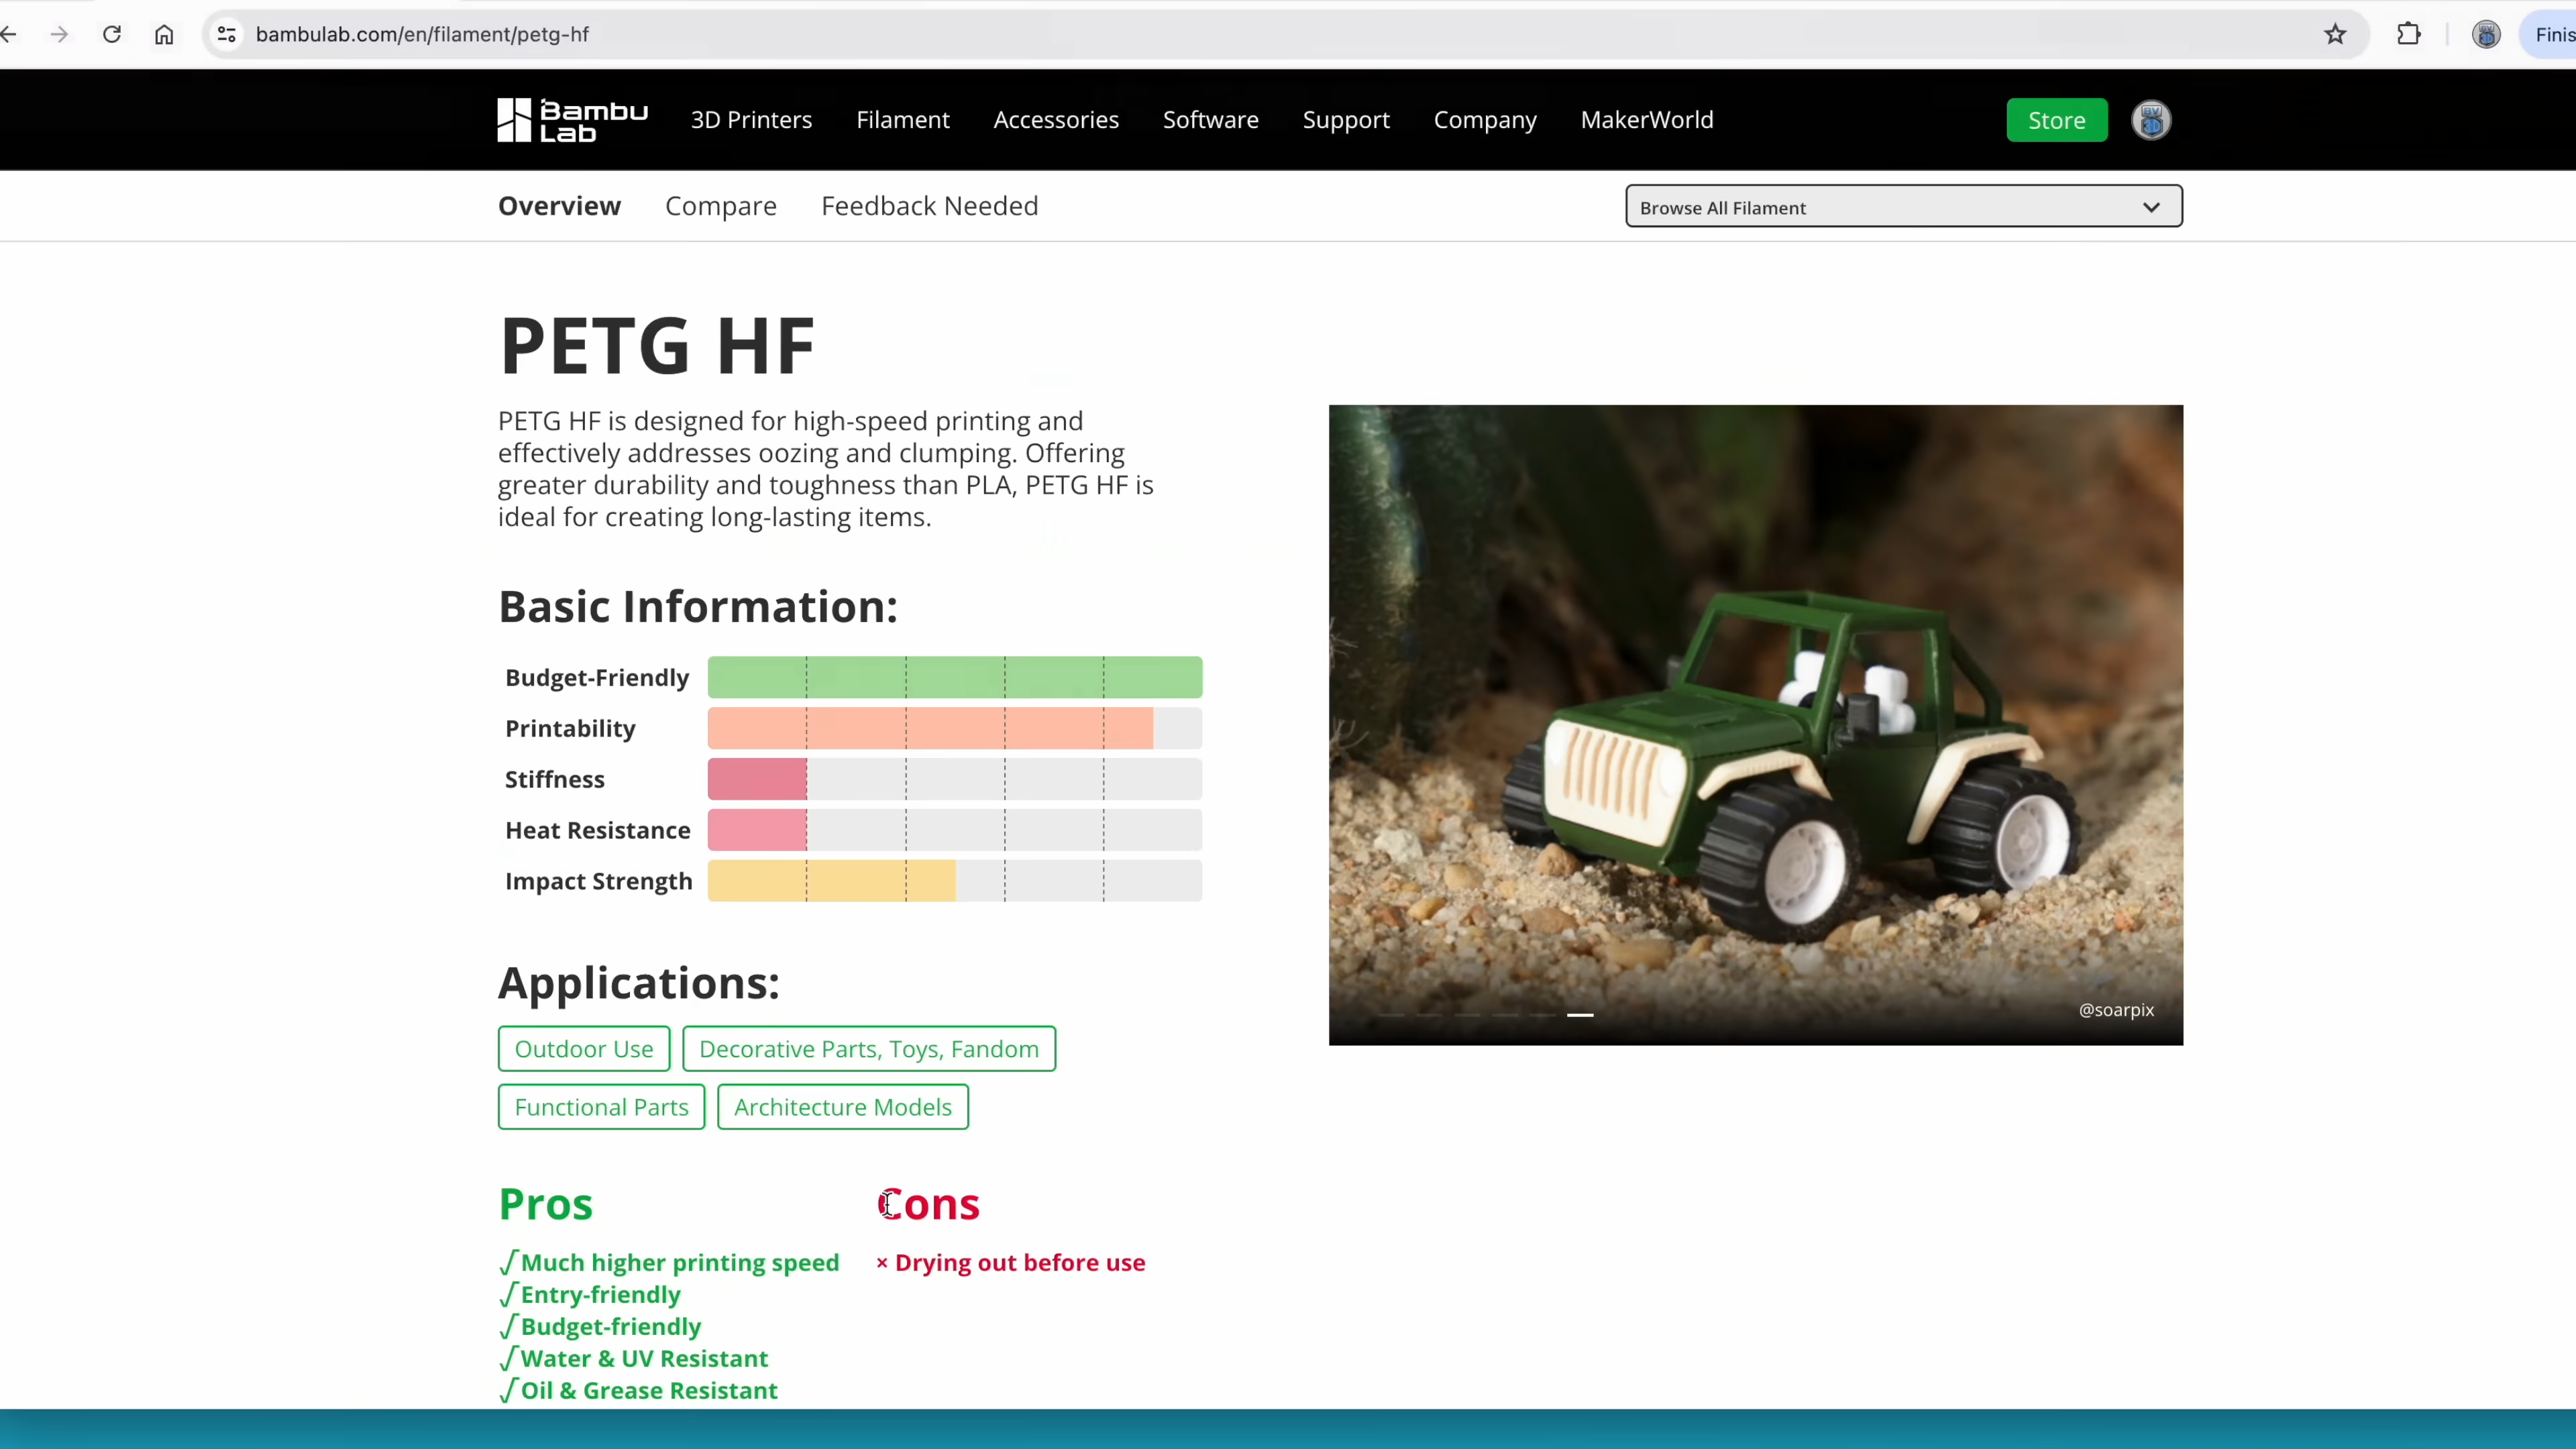 bambulab.com/en/filament/petg-hf
Finis
Bambu
Lab
3D Printers
Filament
Accessories
Software
Support
Company
MakerWorld
Store
Overview
Compare
Feedback Needed
Browse All Filament
PETG HF
PETG HF is designed for high-speed printing and
effectively addresses oozing and clumping. Offering
greater durability and toughness than PLA, PETG HF is
ideal for creating long-lasting items.
Basic Information:
Budget-Friendly
Printability
Stiffness
Heat Resistance
Impact Strength
@soarpix
Applications:
Outdoor Use
Decorative Parts, Toys, Fandom
Functional Parts
Architecture Models
Pros
√Much higher printing speed
√Entry-friendly
√Budget-friendly
√Water & UV Resistant
√Oil & Grease Resistant
Cons
× Drying out before use